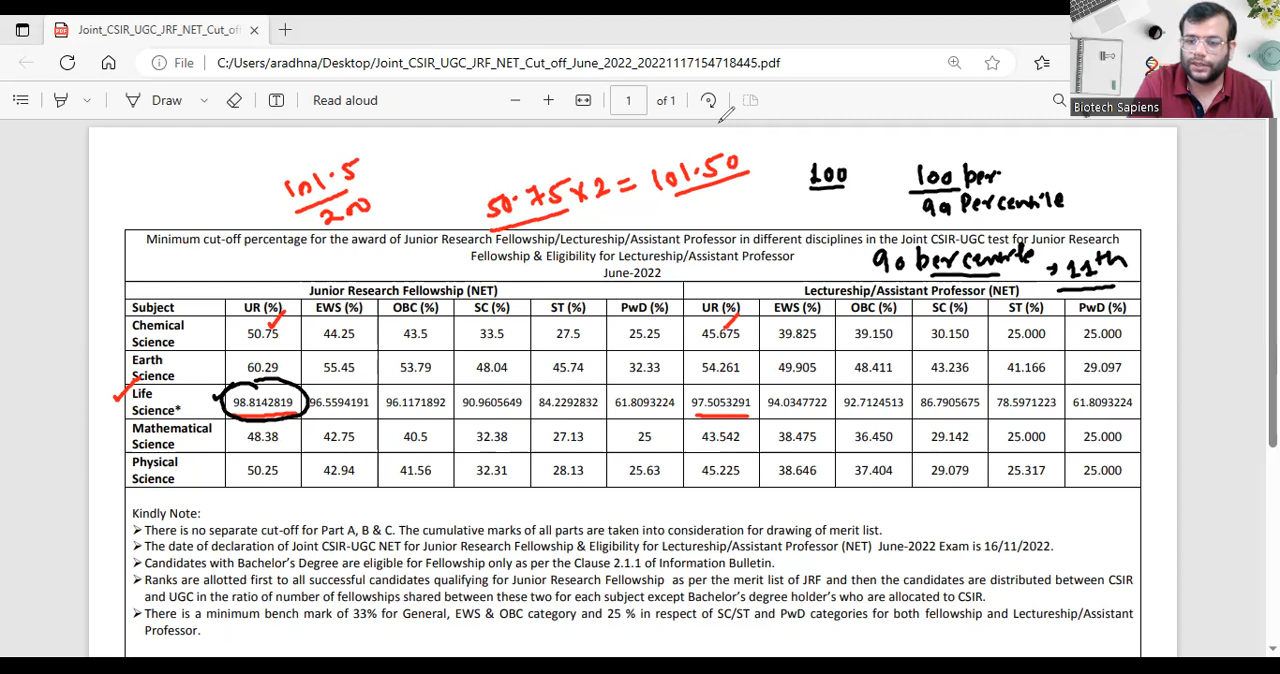 Joint_CSIR_UGC_JRF_NET_Cut_of
File C:/Users/aradhna/Desktop/Joint_CSIR_UGC_JRF_NET_Cut_off_June_2022_20221117154718445.pdf
Draw Read aloud 1 of 1
Biotech Sapiens
101.5
200
50.75 x 2 = 101.50
100
100 per
99 Percentile
90 percentile → 11th
Minimum cut-off percentage for the award of Junior Research Fellowship/Lectureship/Assistant Professor in different disciplines in the Joint CSIR-UGC test for Junior Research
Fellowship & Eligibility for Lectureship/Assistant Professor
June-2022
Junior Research Fellowship (NET) Lectureship/Assistant Professor (NET)
Subject UR (%) EWS (%) OBC (%) SC (%) ST (%) PwD (%) UR (%) EWS (%) OBC (%) SC (%) ST (%) PwD (%)
Chemical Science 50.75 44.25 43.5 33.5 27.5 25.25 45.675 39.825 39.150 30.150 25.000 25.000
Earth Science 60.29 55.45 53.79 48.04 45.74 32.33 54.261 49.905 48.411 43.236 41.166 29.097
Life Science* 98.8142819 96.5594191 96.1171892 90.9605649 84.2292832 61.8093224 97.5053291 94.0347722 92.7124513 86.7905675 78.5971223 61.8093224
Mathematical Science 48.38 42.75 40.5 32.38 27.13 25 43.542 38.475 36.450 29.142 25.000 25.000
Physical Science 50.25 42.94 41.56 32.31 28.13 25.63 45.225 38.646 37.404 29.079 25.317 25.000
Kindly Note:
➢ There is no separate cut-off for Part A, B & C. The cumulative marks of all parts are taken into consideration for drawing of merit list.
➢ The date of declaration of Joint CSIR-UGC NET for Junior Research Fellowship & Eligibility for Lectureship/Assistant Professor (NET) June-2022 Exam is 16/11/2022.
➢ Candidates with Bachelor's Degree are eligible for Fellowship only as per the Clause 2.1.1 of Information Bulletin.
➢ Ranks are allotted first to all successful candidates qualifying for Junior Research Fellowship as per the merit list of JRF and then the candidates are distributed between CSIR
and UGC in the ratio of number of fellowships shared between these two for each subject except Bachelor's degree holder's who are allocated to CSIR.
➢ There is a minimum bench mark of 33% for General, EWS & OBC category and 25 % in respect of SC/ST and PwD categories for both fellowship and Lectureship/Assistant
Professor.